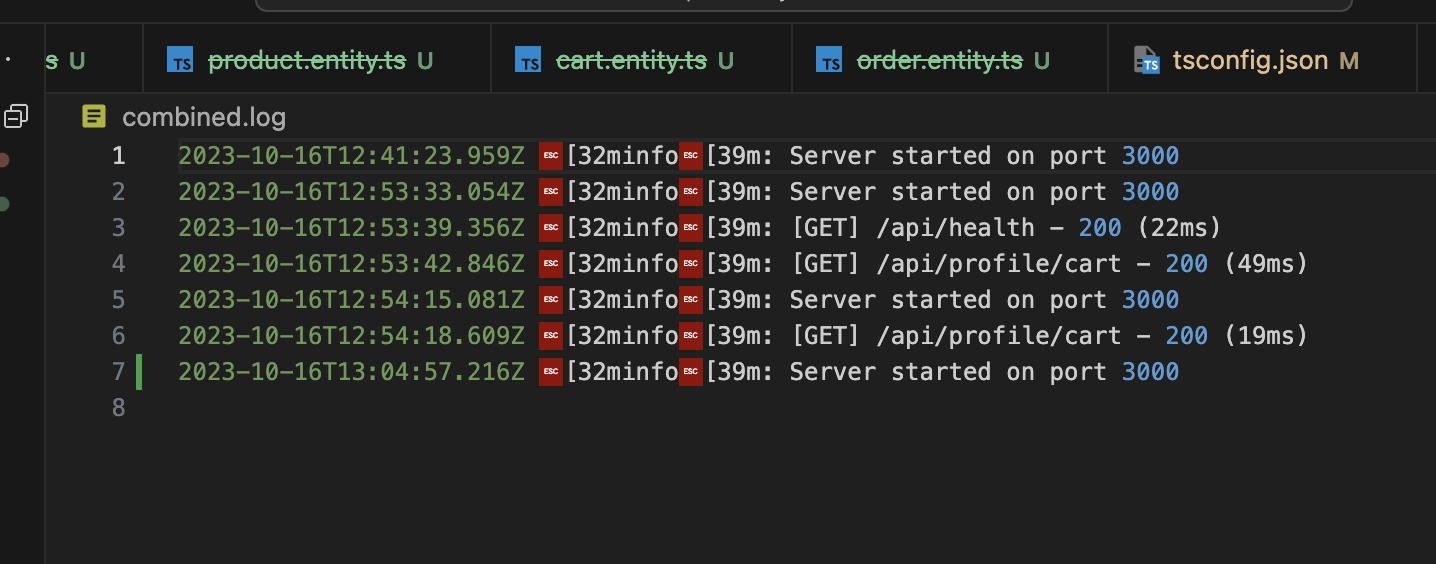 s U
TS product.entity.ts U
TS cart.entity.ts U
TS order.entity.ts U
TS tsconfig.json M
combined.log
1 2023-10-16T12:41:23.959Z ESC[32minfoESC[39m: Server started on port 3000
2 2023-10-16T12:53:33.054Z ESC[32minfoESC[39m: Server started on port 3000
3 2023-10-16T12:53:39.356Z ESC[32minfoESC[39m: [GET] /api/health - 200 (22ms)
4 2023-10-16T12:53:42.846Z ESC[32minfoESC[39m: [GET] /api/profile/cart - 200 (49ms)
5 2023-10-16T12:54:15.081Z ESC[32minfoESC[39m: Server started on port 3000
6 2023-10-16T12:54:18.609Z ESC[32minfoESC[39m: [GET] /api/profile/cart - 200 (19ms)
7 2023-10-16T13:04:57.216Z ESC[32minfoESC[39m: Server started on port 3000
8